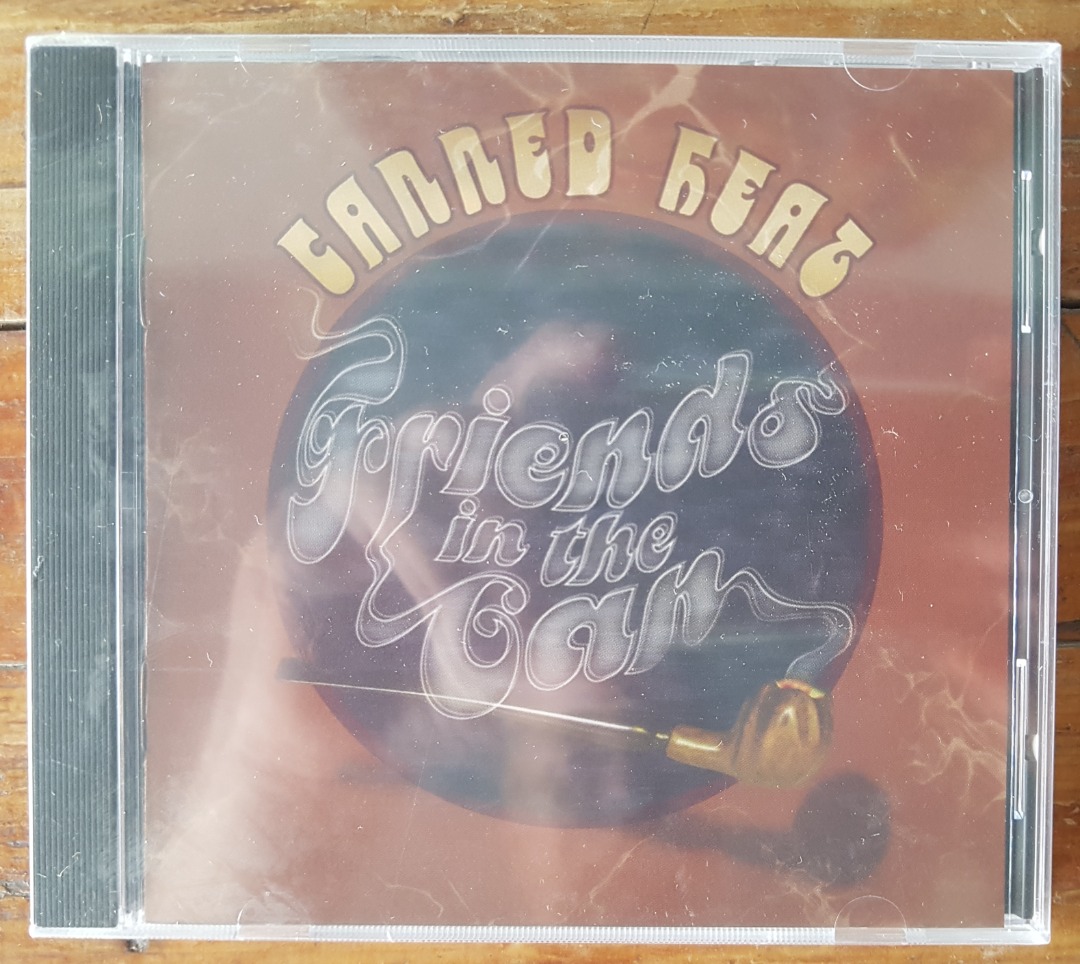 CANNED HEAT
Friends
in the
Can